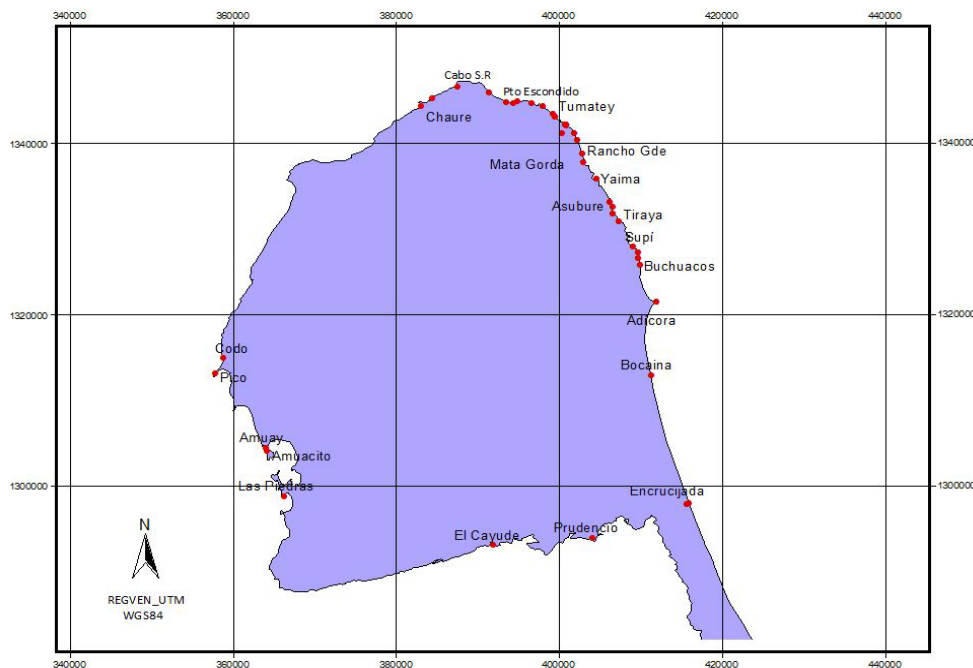 340000 360000 380000 400000 420000 440000
Cabo S.R
Pto Escondido
Chaure
Tumatey
1340000
1340000
Rancho Gde
Mata Gorda
Yaima
Asubure
Tiraya
Supí
Buchuacos
1320000
1320000
Adícora
Codo
Bocaina
Pico
Amuay
Amuacito
Las Piedras
1300000
1300000
Encrucijada
Prudencio
El Cayude
N
REGVEN_UTM
WGS84
340000 360000 380000 400000 420000 440000